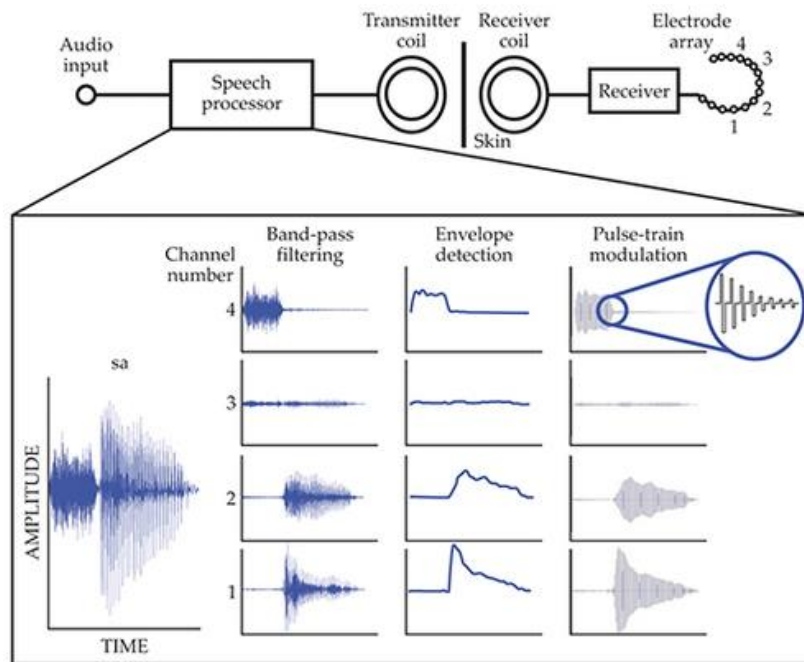 Audio
input
Speech
processor
Transmitter
coil
Receiver
coil
Skin
Receiver
Electrode
array
4
3
2
1
Channel
number
Band-pass
filtering
Envelope
detection
Pulse-train
modulation
4
3
2
1
sa
AMPLITUDE
TIME